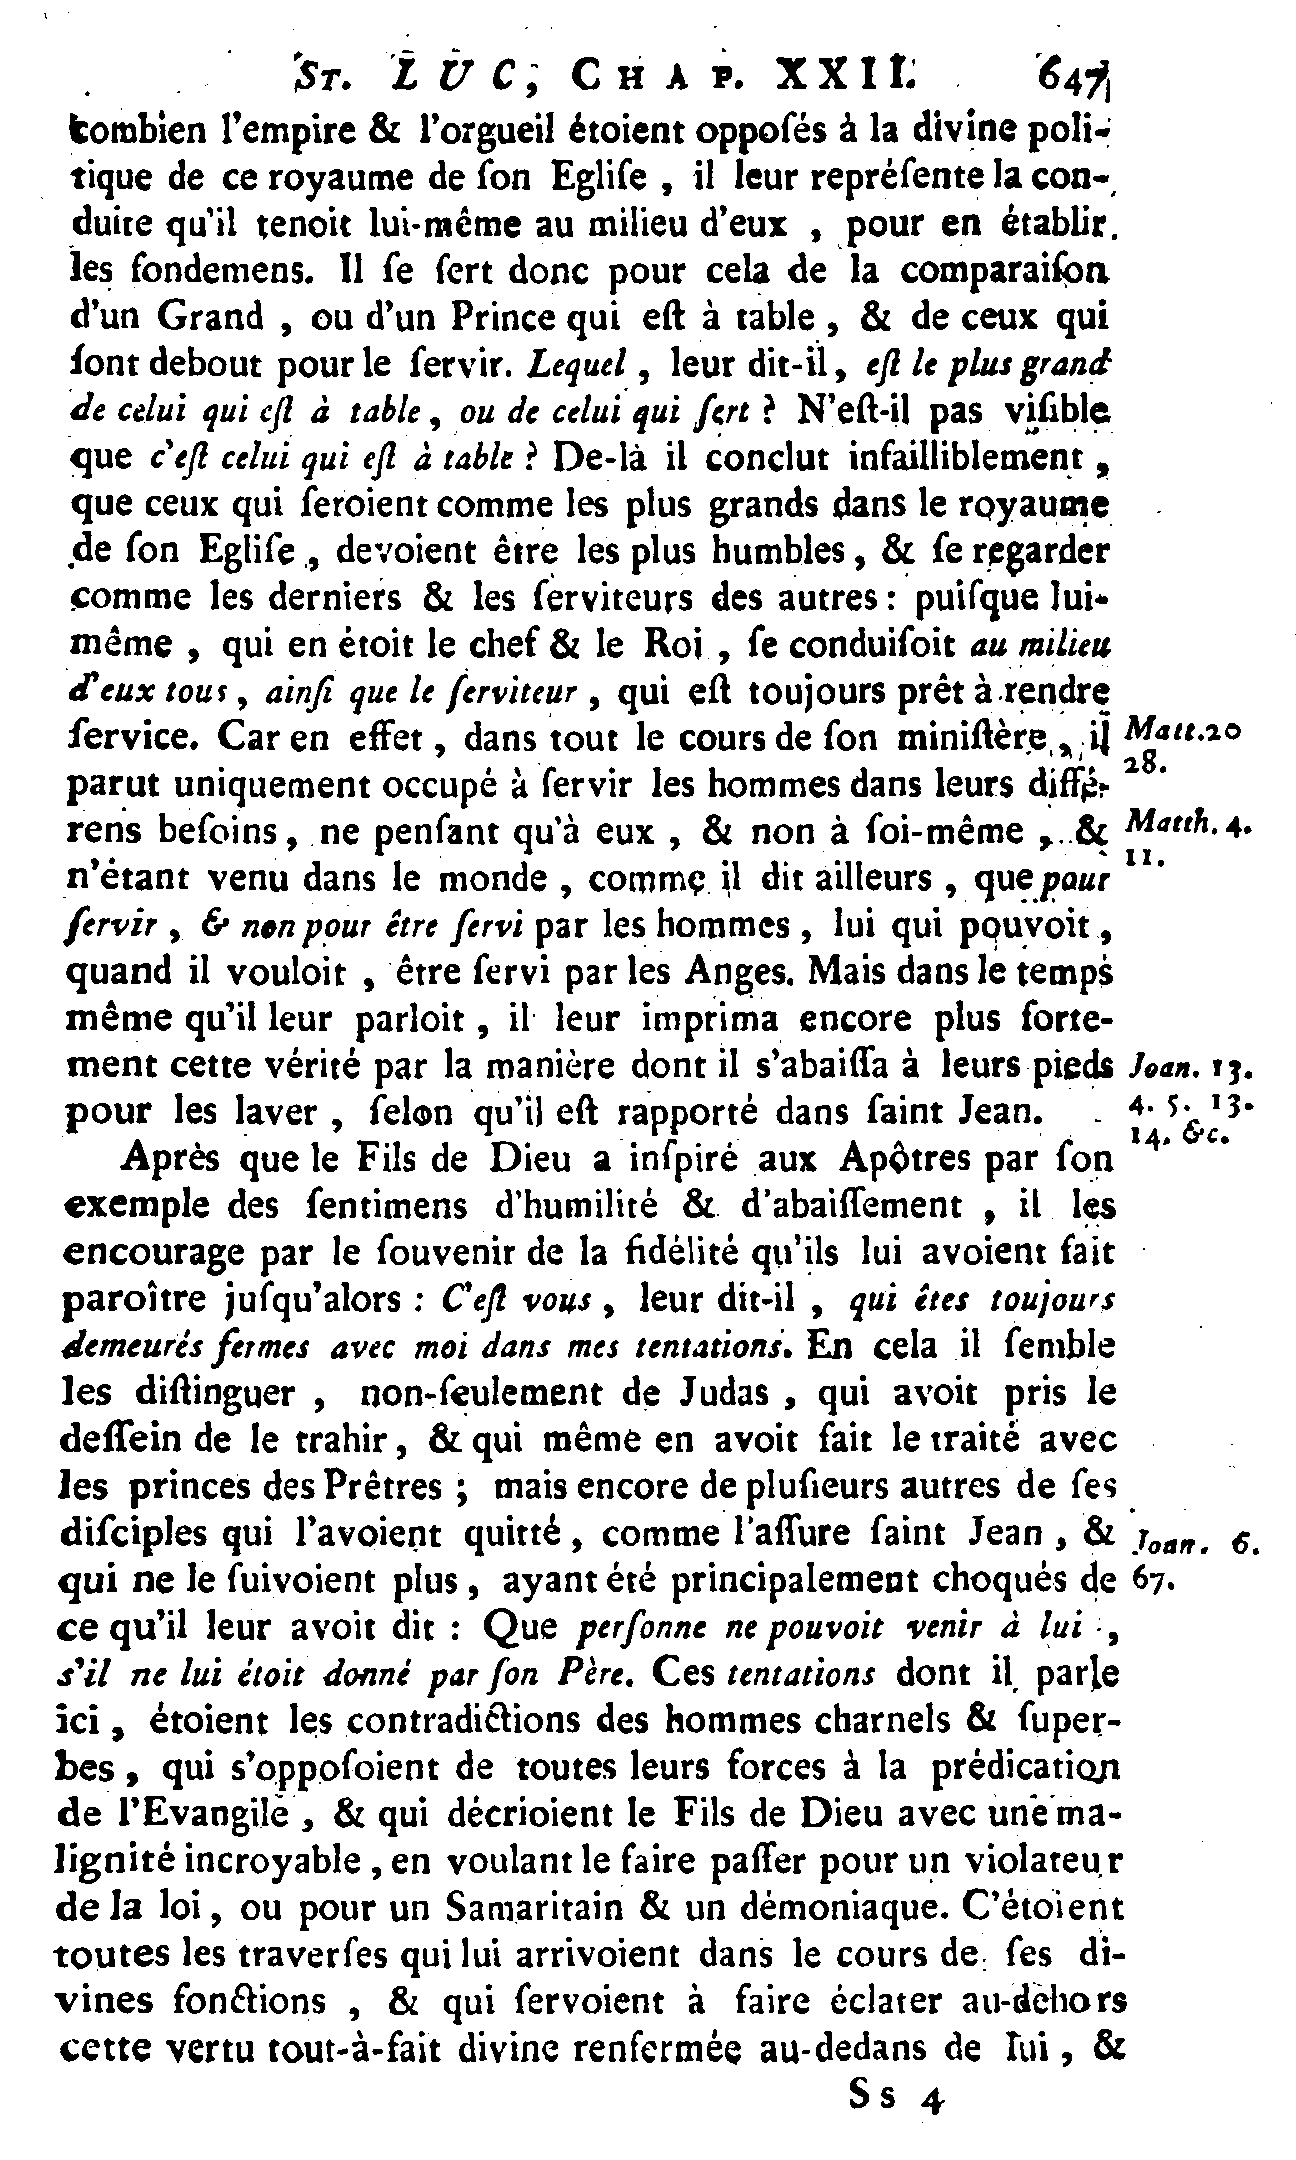 ST. LUC, CHAP. XXII. 647
combien l'empire & l'orgueil étoient oppoſés à la divine poli-
tique de ce royaume de ſon Egliſe , il leur repréſente la con-
duite qu'il tenoit lui-même au milieu d'eux , pour en établir
les fondemens. Il ſe ſert donc pour cela de la comparaiſon
d'un Grand , ou d'un Prince qui eſt à table , & de ceux qui
ſont debout pour le ſervir. Lequel , leur dit-il , eſt le plus grand
de celui qui eſt à table , ou de celui qui ſert ? N'eſt-il pas viſible
que c'eſt celui qui eſt à table ? De-là il conclut infailliblement ,
que ceux qui ſeroient comme les plus grands dans le royaume
de ſon Egliſe , devoient être les plus humbles , & ſe regarder
comme les derniers & les ſerviteurs des autres : puiſque lui-
même , qui en étoit le chef & le Roi , ſe conduiſoit au milieu
d'eux tous , ainſi que le ſerviteur , qui eſt toujours prêt à rendre
ſervice. Car en effet , dans tout le cours de ſon miniſtère , il Matt.20
parut uniquement occupé à ſervir les hommes dans leurs diffé- 28.
rens beſoins , ne penſant qu'à eux , & non à ſoi-même , & Matth. 4.
n'étant venu dans le monde , comme il dit ailleurs , que pour 11.
ſervir , & non pour être ſervi par les hommes , lui qui pouvoit ,
quand il vouloit , être ſervi par les Anges. Mais dans le temps
même qu'il leur parloit , il leur imprima encore plus forte-
ment cette vérité par la manière dont il s'abaiſſa à leurs pieds Joan. 13.
pour les laver , ſelon qu'il eſt rapporté dans ſaint Jean. 4. 5. 13.
14. &c.
Après que le Fils de Dieu a inſpiré aux Apôtres par ſon
exemple des ſentimens d'humilité & d'abaiſſement , il les
encourage par le ſouvenir de la fidélité qu'ils lui avoient fait
paroître juſqu'alors : C'eſt vous , leur dit-il , qui êtes toujours
demeurés fermes avec moi dans mes tentations. En cela il ſemble
les diſtinguer , non-ſeulement de Judas , qui avoit pris le
deſſein de le trahir , & qui même en avoit fait le traité avec
les princes des Prêtres ; mais encore de pluſieurs autres de ſes
diſciples qui l'avoient quitté , comme l'aſſure ſaint Jean , & Joan. 6.
qui ne le ſuivoient plus , ayant été principalement choqués de 67.
ce qu'il leur avoit dit : Que perſonne ne pouvoit venir à lui ,
s'il ne lui étoit donné par ſon Père. Ces tentations dont il parle
ici , étoient les contradictions des hommes charnels & ſuper-
bes , qui s'oppoſoient de toutes leurs forces à la prédication
de l'Evangile , & qui décrioient le Fils de Dieu avec une ma-
lignité incroyable , en voulant le faire paſſer pour un violateur
de la loi , ou pour un Samaritain & un démoniaque. C'étoient
toutes les traverſes qui lui arrivoient dans le cours de ſes di-
vines fonctions , & qui ſervoient à faire éclater au-dehors
cette vertu tout-à-fait divine renfermée au-dedans de lui , &
Ss 4